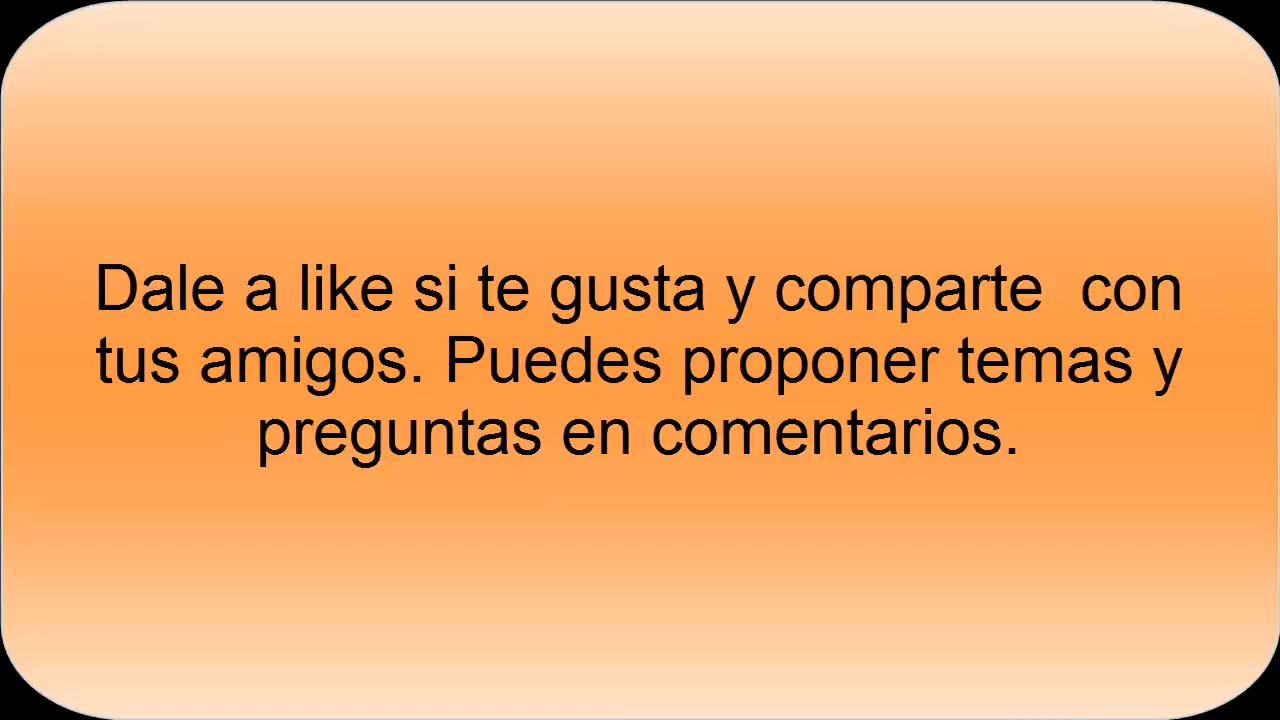 Dale a like si te gusta y comparte  con
tus amigos. Puedes proponer temas y
preguntas en comentarios.